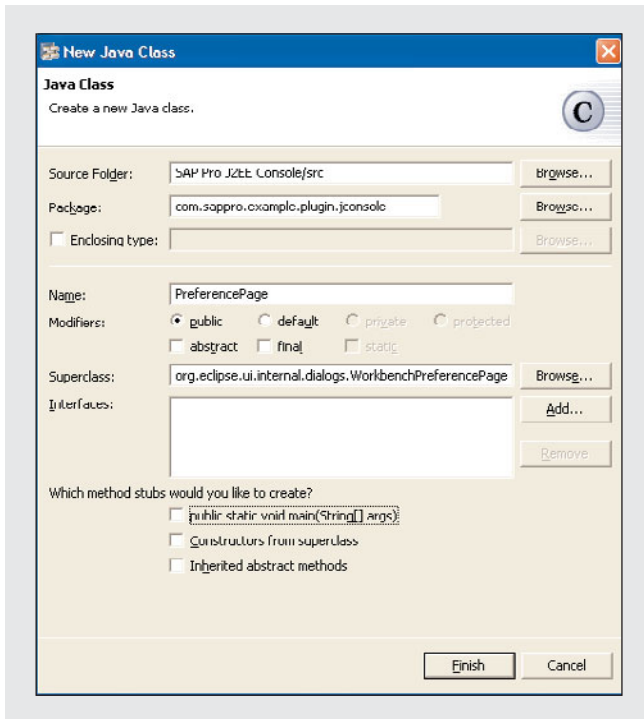 New Java Class
Java Class
Create a new Java class.
C
Source Folder: SAP Pro J2EE Console/src Browse...
Package: com.sappro.example.plugin.jconsole Browse...
Enclosing type: Browse...
Name: PreferencePage
Modifiers: public default private protected
abstract final static
Superclass: org.eclipse.ui.internal.dialogs.WorkbenchPreferencePage Browse...
Interfaces: Add...
Remove
Which method stubs would you like to create?
public static void main(String[] args)
Constructors from superclass
Inherited abstract methods
Finish Cancel